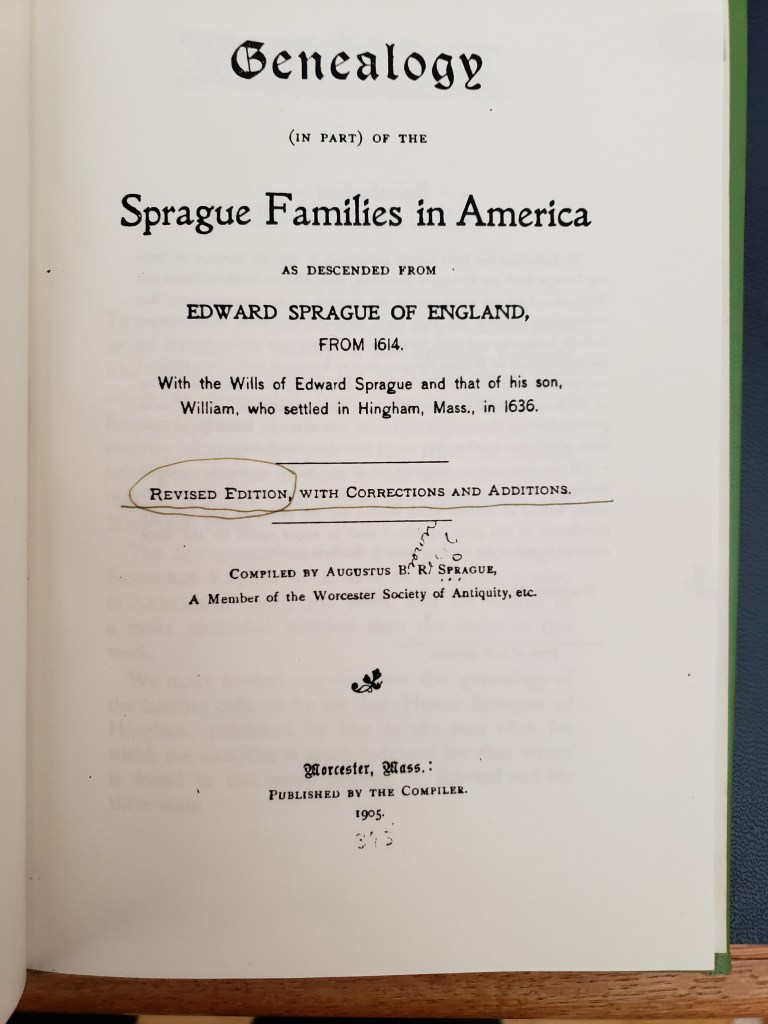 Genealogy
(IN PART) OF THE
Sprague Families in America
AS DESCENDED FROM
EDWARD SPRAGUE OF ENGLAND,
FROM 1614.
With the Wills of Edward Sprague and that of his son,
William, who settled in Hingham, Mass., in 1636.
REVISED EDITION, WITH CORRECTIONS AND ADDITIONS.
COMPILED BY AUGUSTUS B. R. SPRAGUE,
A Member of the Worcester Society of Antiquity, etc.
Worcester, Mass.:
PUBLISHED BY THE COMPILER.
1905.